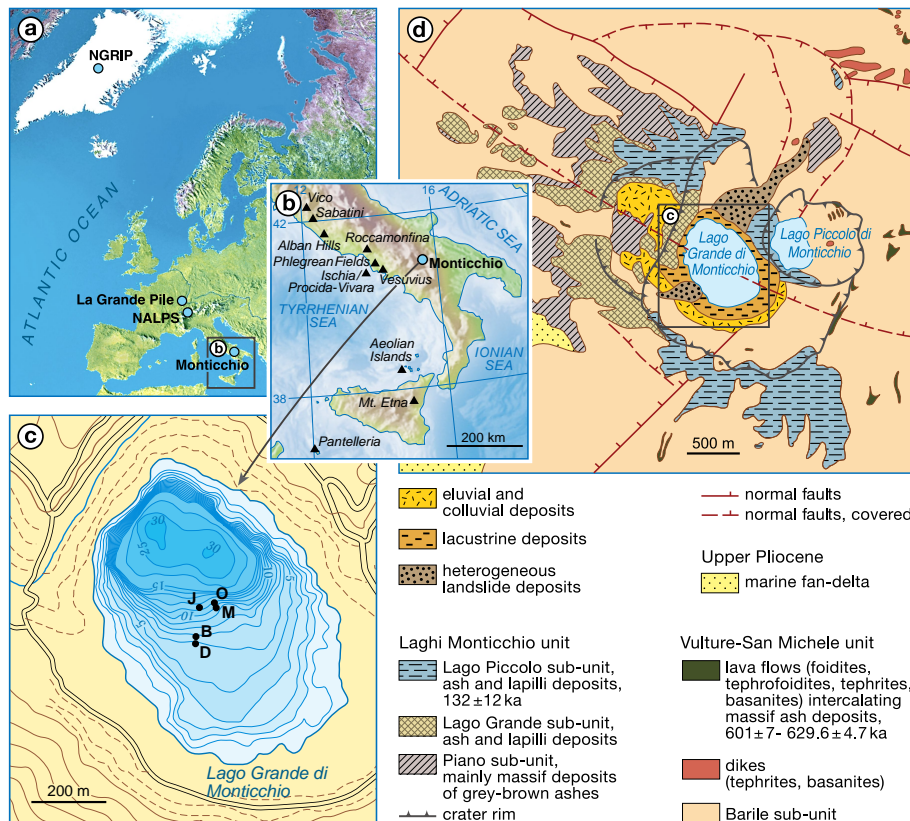 a
NGRIP
ATLANTIC OCEAN
La Grande Pile
NALPS
b
Monticchio
b
12
16
42
38
Vico
Sabatini
ADRIATIC SEA
Alban Hills
Roccamonfina
Phlegrean Fields
Monticchio
Ischia/
Procida-Vivara
Vesuvius
TYRRHENIAN
SEA
Aeolian
Islands
IONIAN
SEA
Mt. Etna
Pantelleria
200 km
c
30
25
30
15
10
5
10
5
J
O
M
B
D
Lago Grande di
Monticchio
200 m
d
c
Lago
Grande di
Monticchio
Lago Piccolo di
Monticchio
500 m
eluvial and
colluvial deposits
lacustrine deposits
heterogeneous
landslide deposits
normal faults
normal faults, covered
Upper Pliocene
marine fan-delta
Laghi Monticchio unit
Lago Piccolo sub-unit,
ash and lapilli deposits,
132 ±12 ka
Lago Grande sub-unit,
ash and lapilli deposits
Piano sub-unit,
mainly massif deposits
of grey-brown ashes
crater rim
Vulture-San Michele unit
lava flows (foidites,
tephrofoidites, tephrites,
basanites) intercalating
massif ash deposits,
601±7- 629.6±4.7 ka
dikes
(tephrites, basanites)
Barile sub-unit